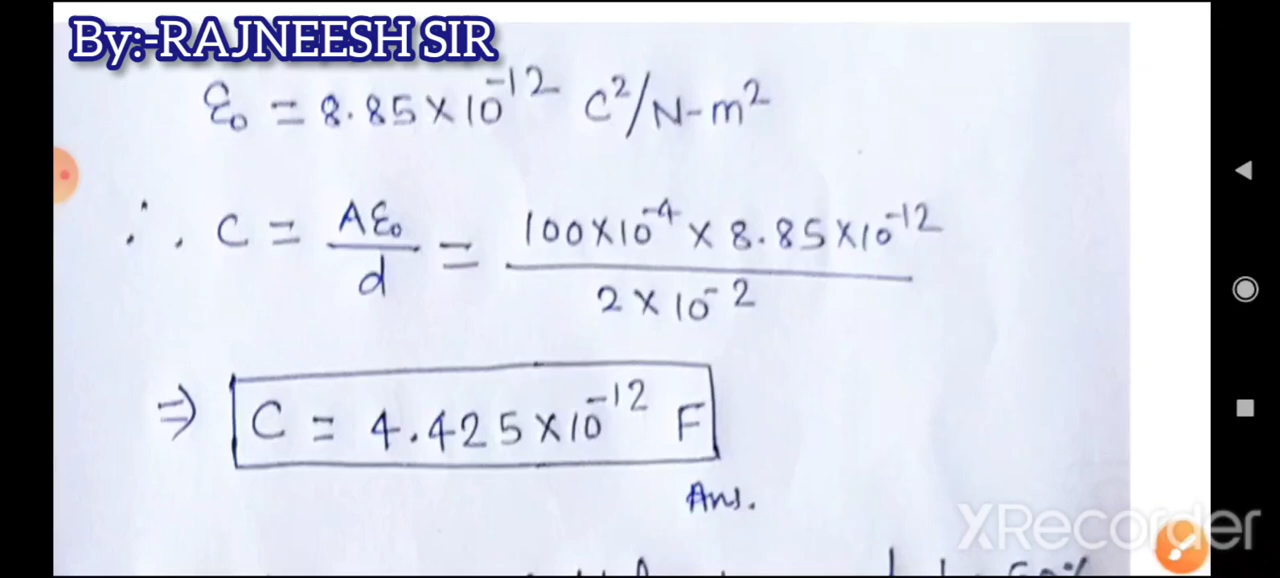 By:-RAJNEESH SIR
ε₀ = 8.85×10⁻¹² C²/N-m²
∴ C = Aε₀/d = 100×10⁻⁴ × 8.85×10⁻¹² / 2×10⁻²
⇒ C = 4.425×10⁻¹² F
Ans.
XRecorder